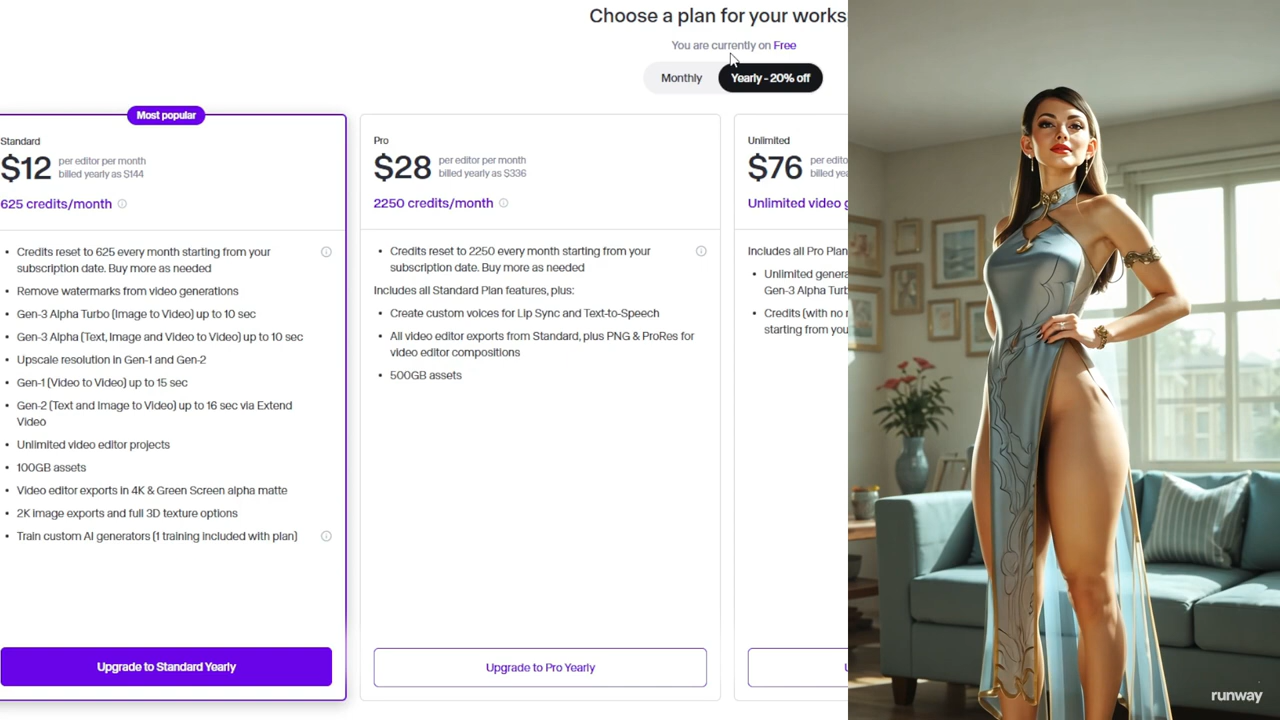 Choose a plan for your works
You are currently on Free
Monthly
Yearly - 20% off
Most popular
Standard
$12
per editor per month
billed yearly as $144
625 credits/month
Credits reset to 625 every month starting from your
subscription date. Buy more as needed
Remove watermarks from video generations
Gen-3 Alpha Turbo (Image to Video) up to 10 sec
Gen-3 Alpha (Text, Image and Video to Video) up to 10 sec
Upscale resolution in Gen-1 and Gen-2
Gen-1 (Video to Video) up to 15 sec
Gen-2 (Text and Image to Video) up to 16 sec via Extend
Video
Unlimited video editor projects
100GB assets
Video editor exports in 4K & Green Screen alpha matte
2K image exports and full 3D texture options
Train custom AI generators (1 training included with plan)
Upgrade to Standard Yearly
Pro
$28
per editor per month
billed yearly as $336
2250 credits/month
Credits reset to 2250 every month starting from your
subscription date. Buy more as needed
Includes all Standard Plan features, plus:
Create custom voices for Lip Sync and Text-to-Speech
All video editor exports from Standard, plus PNG & ProRes for
video editor compositions
500GB assets
Upgrade to Pro Yearly
Unlimited
$76
per edito
billed yea
Unlimited video g
Includes all Pro Plan
Unlimited genera
Gen-3 Alpha Turb
Credits (with no r
starting from you
runway